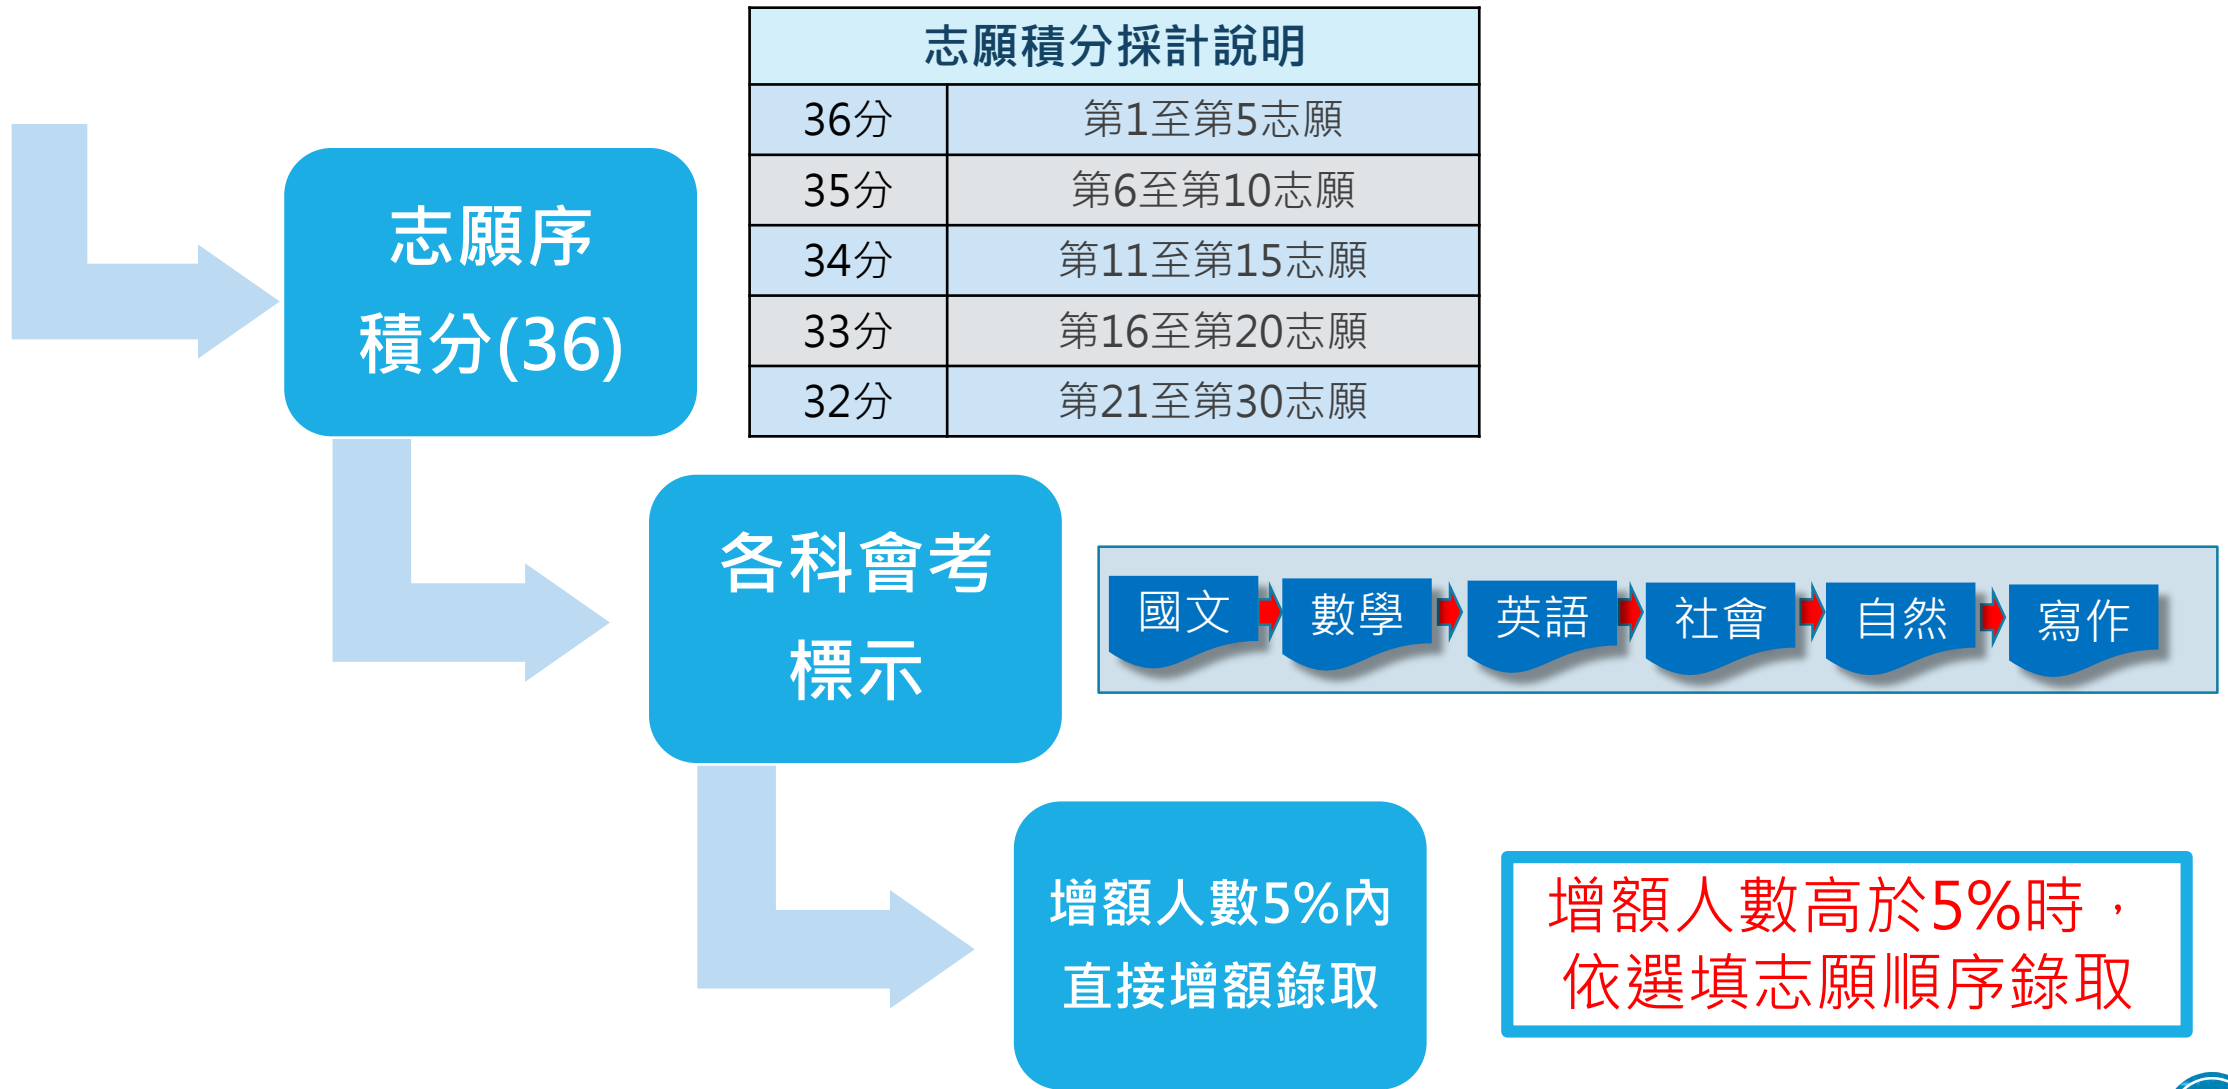 志願積分採計說明
36分 第1至第5志願
35分 第6至第10志願
34分 第11至第15志願
33分 第16至第20志願
32分 第21至第30志願
志願序
積分(36)
各科會考
標示
國文 數學 英語 社會 自然 寫作
增額人數5%內
直接增額錄取
增額人數高於5%時，
依選填志願順序錄取